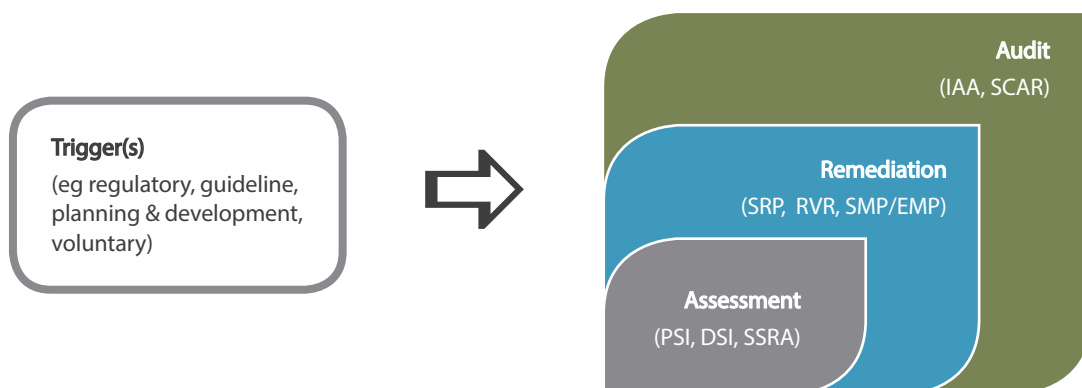 Trigger(s)
(eg regulatory, guideline,
planning & development,
voluntary)
Audit
(IAA, SCAR)
Remediation
(SRP, RVR, SMP/EMP)
Assessment
(PSI, DSI, SSRA)